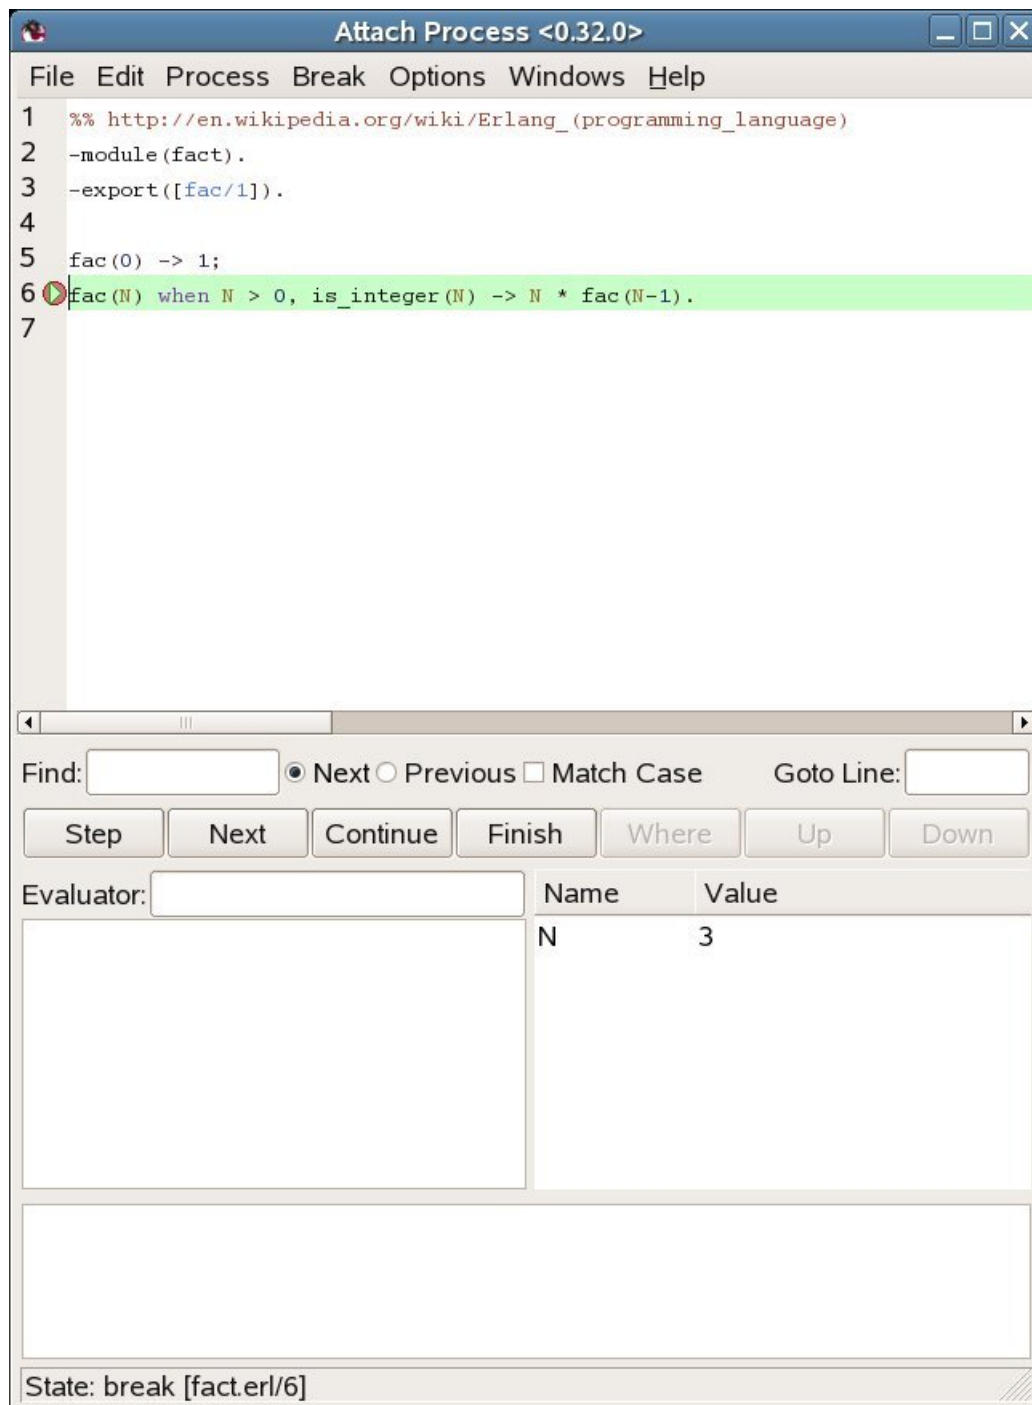 Attach Process <0.32.0>
File Edit Process Break Options Windows Help
1 %% http://en.wikipedia.org/wiki/Erlang_(programming_language)
2 -module(fact).
3 -export([fac/1]).
4
5 fac(0) -> 1;
6 fac(N) when N > 0, is_integer(N) -> N * fac(N-1).
7
Find: Next Previous Match Case Goto Line:
Step Next Continue Finish Where Up Down
Evaluator: Name Value
N 3
State: break [fact.erl/6]